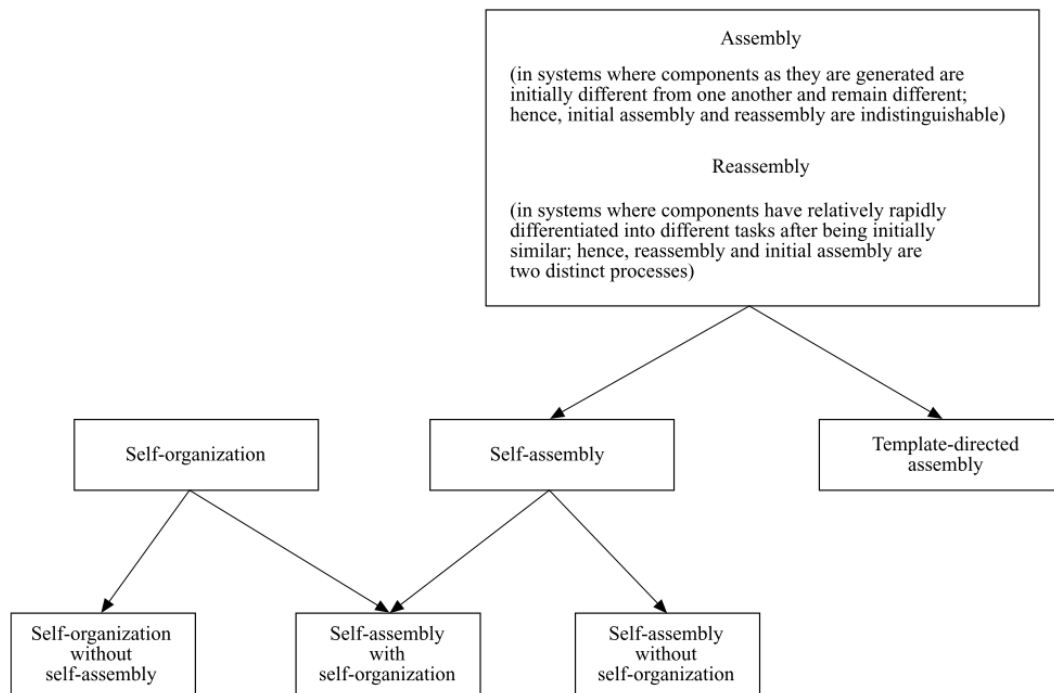 Assembly
(in systems where components as they are generated are
initially different from one another and remain different;
hence, initial assembly and reassembly are indistinguishable)
Reassembly
(in systems where components have relatively rapidly
differentiated into different tasks after being initially
similar; hence, reassembly and initial assembly are
two distinct processes)
Self-organization
Self-assembly
Template-directed
assembly
Self-organization
without
self-assembly
Self-assembly
with
self-organization
Self-assembly
without
self-organization